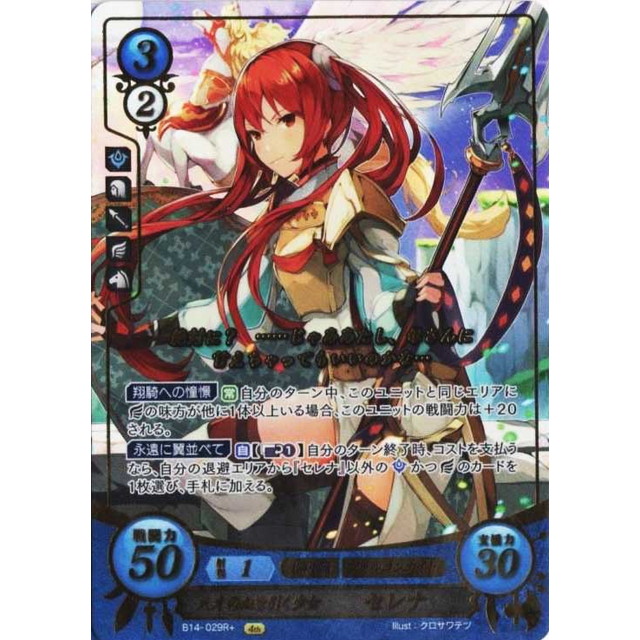 3
2
翔騎への憧憬 常 自分のターン中、このユニットと同じエリアに
の味方が他に1体以上いる場合、このユニットの戦闘力は+20
される。
永遠に翼並べて 自【1】自分のターン終了時、コストを支払う
なら、自分の退避エリアから『セレナ』以外の かつ のカードを
1枚選び、手札に加える。
戦闘力
50
射程 1
支援力
30
セレナ
B14-029R+ 4th
Illust:クロサワテツ